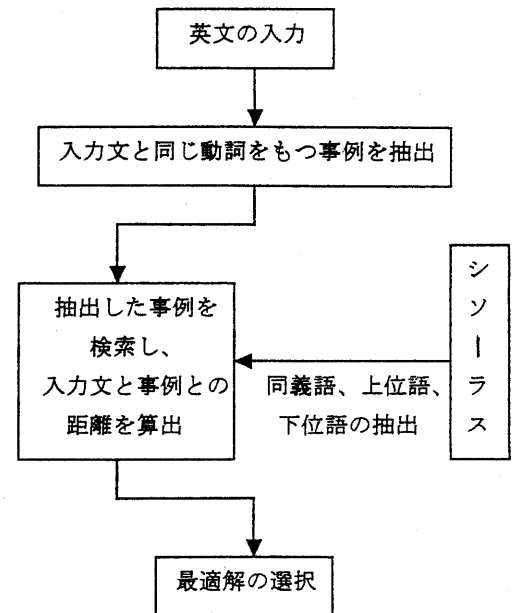 英文の入力
入力文と同じ動詞をもつ事例を抽出
抽出した事例を
検索し、
入力文と事例との
距離を算出
同義語、上位語、
下位語の抽出
シソーラス
最適解の選択